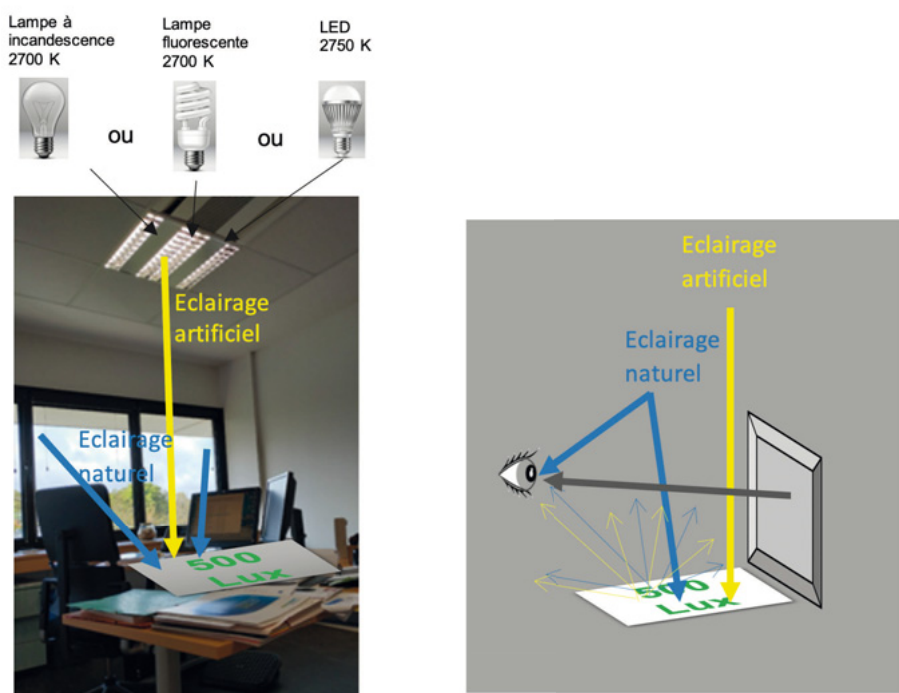 Lampe à
incandescence
2700 K
ou
Lampe
fluorescente
2700 K
ou
LED
2750 K
Eclairage
artificiel
Eclairage
naturel
500
Lux
Eclairage
artificiel
Eclairage
naturel
500
Lux